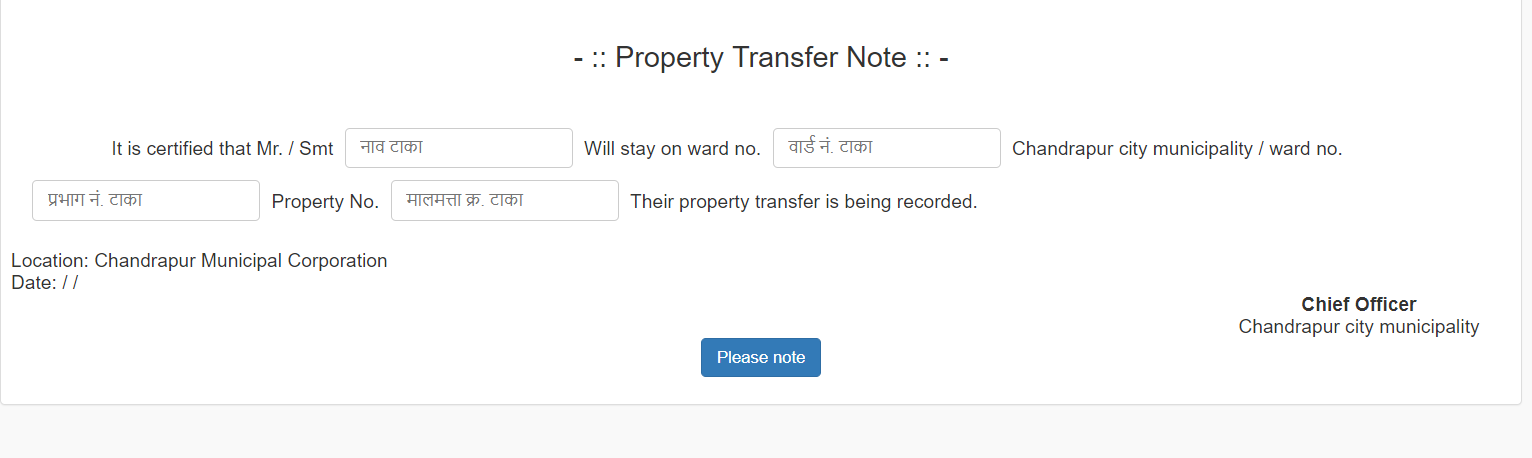 - :: Property Transfer Note :: -
It is certified that Mr. / Smt नाव टाका Will stay on ward no. वार्ड नं. टाका Chandrapur city municipality / ward no.
प्रभाग नं. टाका Property No. मालमत्ता क्र. टाका Their property transfer is being recorded.
Location: Chandrapur Municipal Corporation
Date: / /
Chief Officer
Chandrapur city municipality
Please note